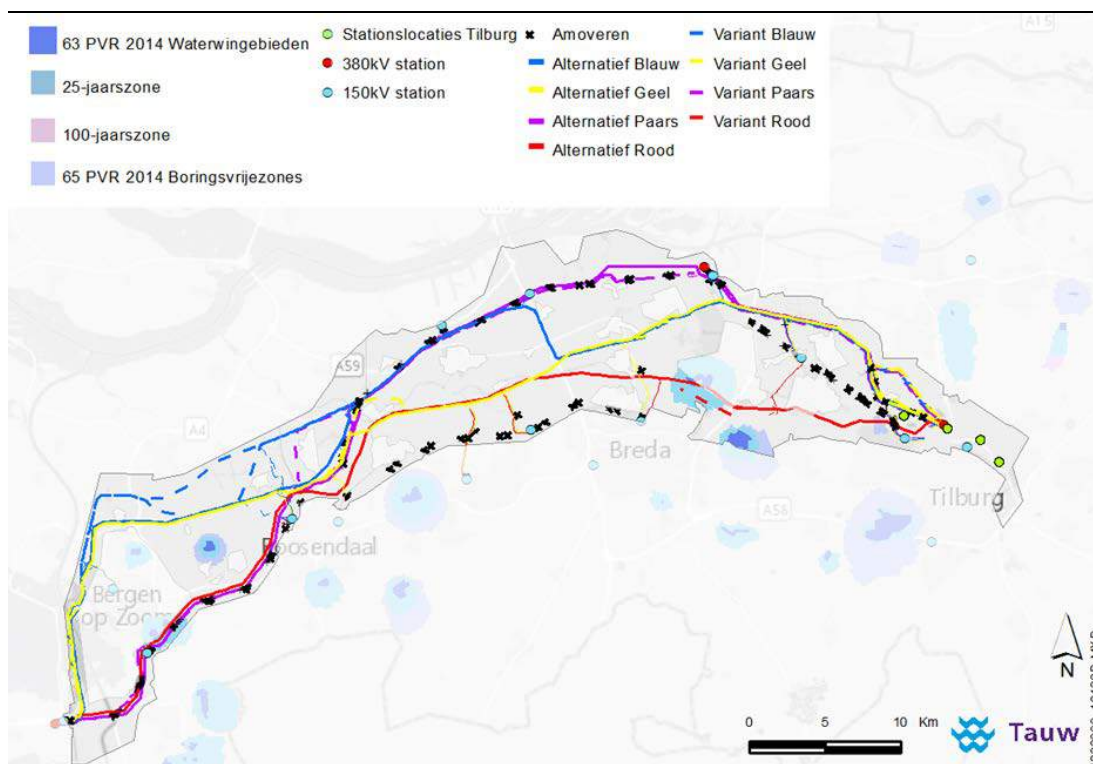 63 PVR 2014 Waterwingebieden
25-jaarszone
100-jaarszone
65 PVR 2014 Boringsvrijezones
Stationslocaties Tilburg
380kV station
150kV station
Amoveren
Alternatief Blauw
Alternatief Geel
Alternatief Paars
Alternatief Rood
Variant Blauw
Variant Geel
Variant Paars
Variant Rood
A15
A59
A4
Breda
A58
Tilburg
Roosendaal
Bergen
op Zoom
N
0 5 10 Km
Tauw